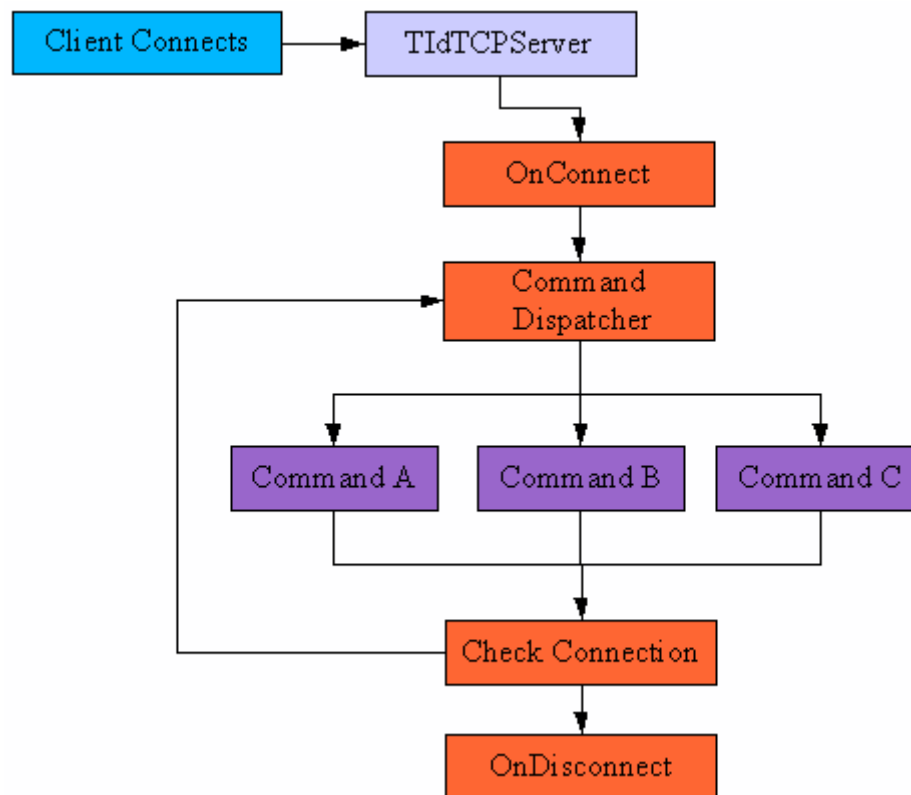 Client Connects
TIdTCPServer
OnConnect
Command
Dispatcher
Command A
Command B
Command C
Check Connection
OnDisconnect